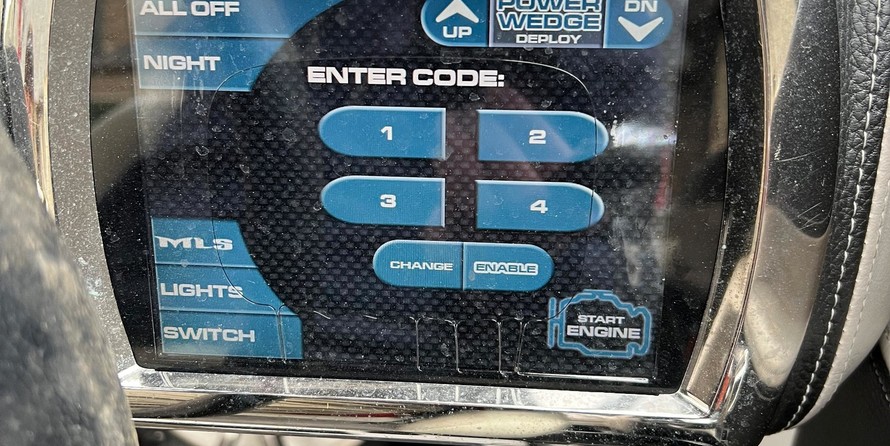 ALL OFF
NIGHT
UP
POWER
WEDGE
DEPLOY
DN
ENTER CODE:
1
2
3
4
CHANGE
ENABLE
MLS
LIGHTS
SWITCH
START
ENGINE